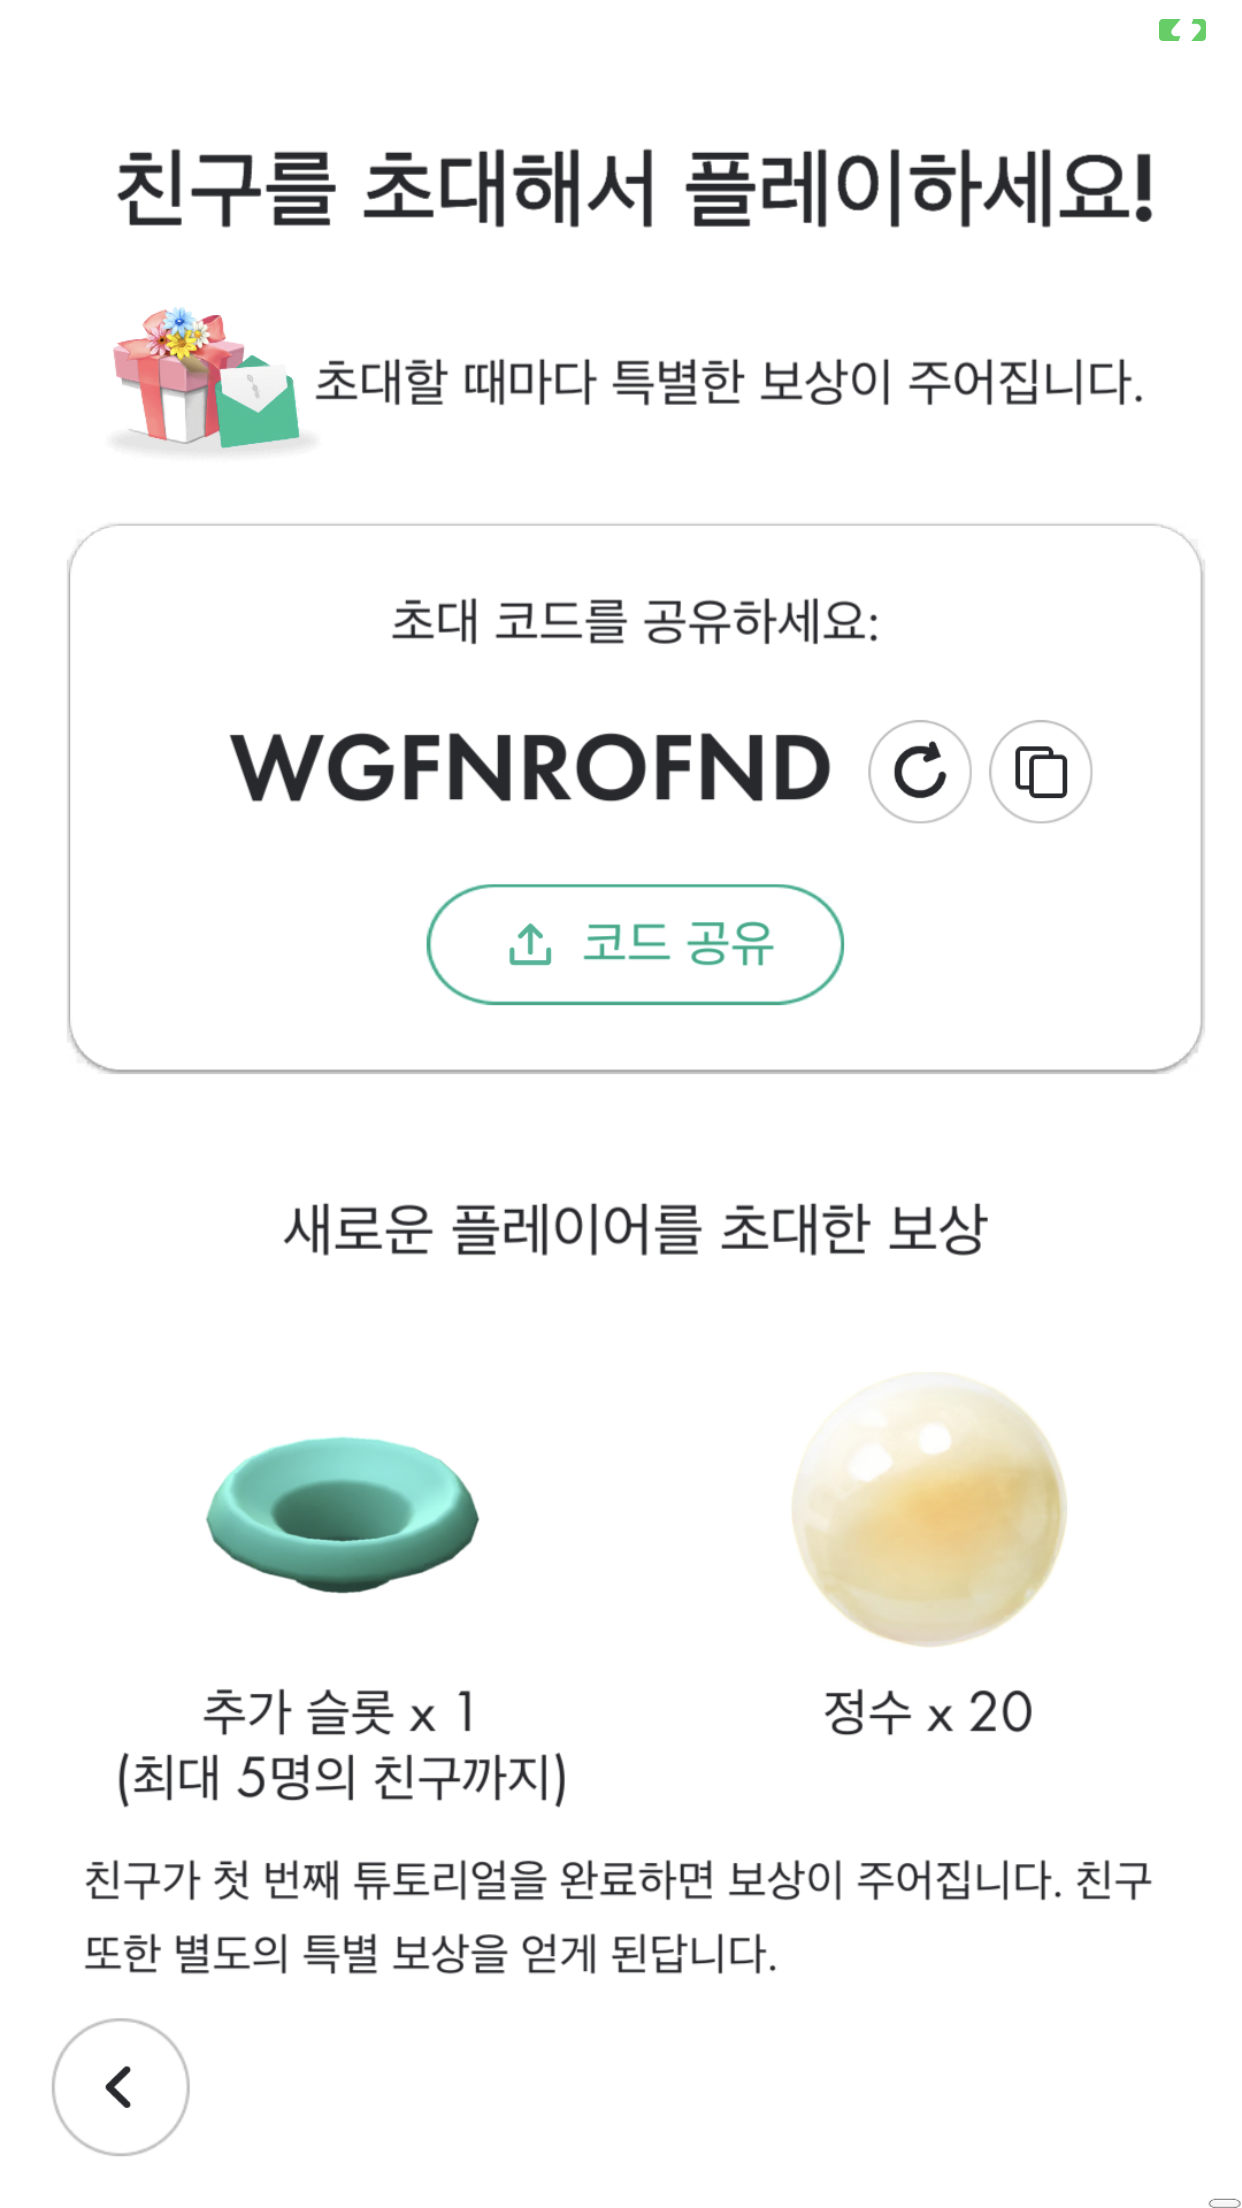 친구를 초대해서 플레이하세요!
초대할 때마다 특별한 보상이 주어집니다.
초대 코드를 공유하세요:
WGFNROFND
코드 공유
새로운 플레이어를 초대한 보상
추가 슬롯 x 1
(최대 5명의 친구까지)
정수 x 20
친구가 첫 번째 튜토리얼을 완료하면 보상이 주어집니다. 친구
또한 별도의 특별 보상을 얻게 된답니다.